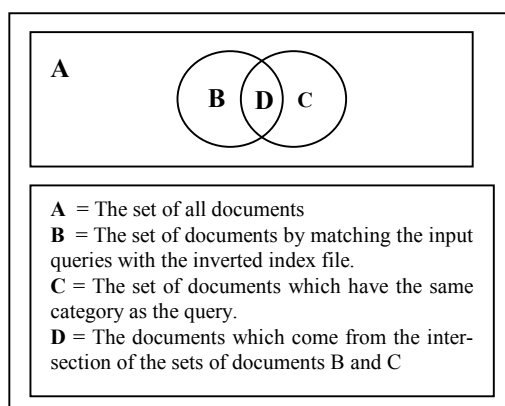 A
B D C
A = The set of all documents
B = The set of documents by matching the input
queries with the inverted index file.
C = The set of documents which have the same
category as the query.
D = The documents which come from the inter-
section of the sets of documents B and C